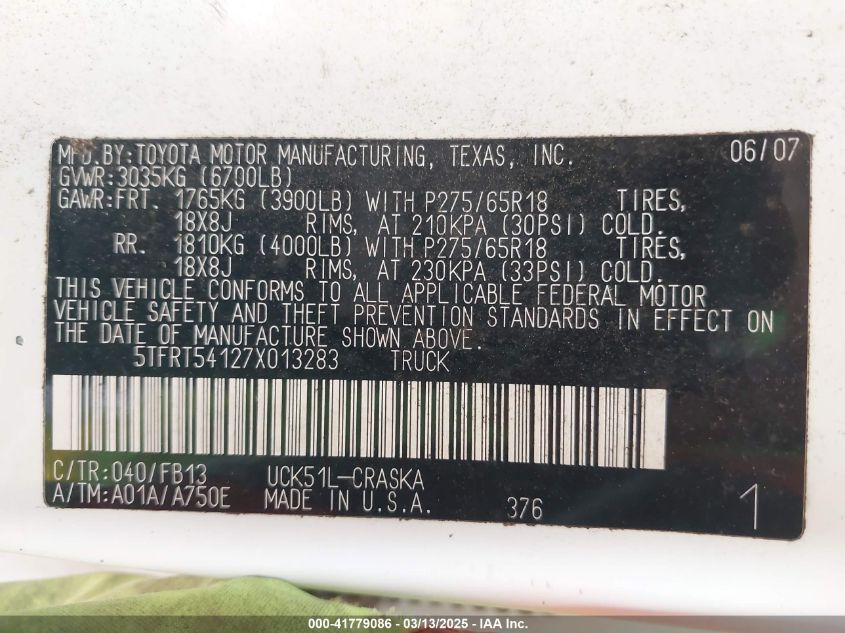 MFD.BY:TOYOTA MOTOR MANUFACTURING, TEXAS, INC. 06/07
GVWR:3035KG (6700LB)
GAWR:FRT. 1765KG (3900LB) WITH P275/65R18 TIRES,
18X8J RIMS, AT 210KPA (30PSI) COLD.
RR. 1810KG (4000LB) WITH P275/65R18 TIRES,
18X8J RIMS, AT 230KPA (33PSI) COLD.
THIS VEHICLE CONFORMS TO ALL APPLICABLE FEDERAL MOTOR
VEHICLE SAFETY AND THEFT PREVENTION STANDARDS IN EFFECT ON
THE DATE OF MANUFACTURE SHOWN ABOVE.
5TFRT54127X013283 TRUCK
C/TR:040/FB13 UCK51L-CRASKA
A/TM:A01A/A750E MADE IN U.S.A. 376 1
000-41779086 - 03/13/2025 - IAAI.com